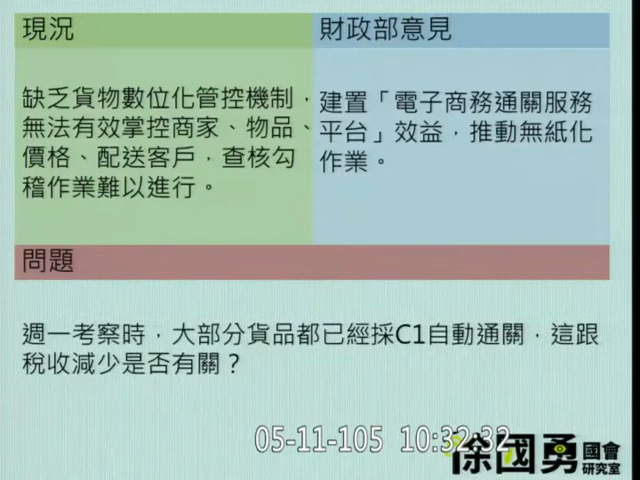 現況
缺乏貨物數位化管控機制，
無法有效掌控商家、物品、
價格、配送客戶，查核勾
稽作業難以進行。
財政部意見
建置「電子商務通關服務
平台」效益，推動無紙化
作業。
問題
週一考察時，大部分貨品都已經採C1自動通關，這跟
稅收減少是否有關？
05-11-105 10:32:32
徐國勇
國會
研究室